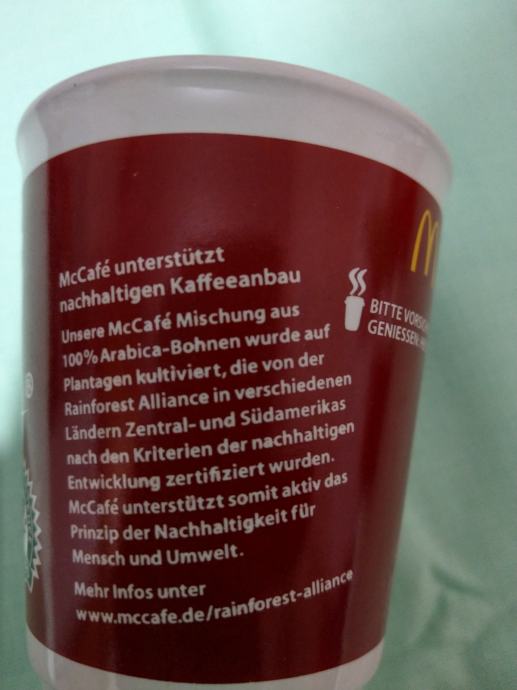 McCafé unterstützt
nachhaltigen Kaffeeanbau
Unsere McCafé Mischung aus
100% Arabica-Bohnen wurde auf
Plantagen kultiviert, die von der
Rainforest Alliance in verschiedenen
Ländern Zentral- und Südamerikas
nach den Kriterien der nachhaltigen
Entwicklung zertifiziert wurden.
McCafé unterstützt somit aktiv das
Prinzip der Nachhaltigkeit für
Mensch und Umwelt.
Mehr Infos unter
www.mccafe.de/rainforest-alliance
®
M
BITTE
GENIESSEN.